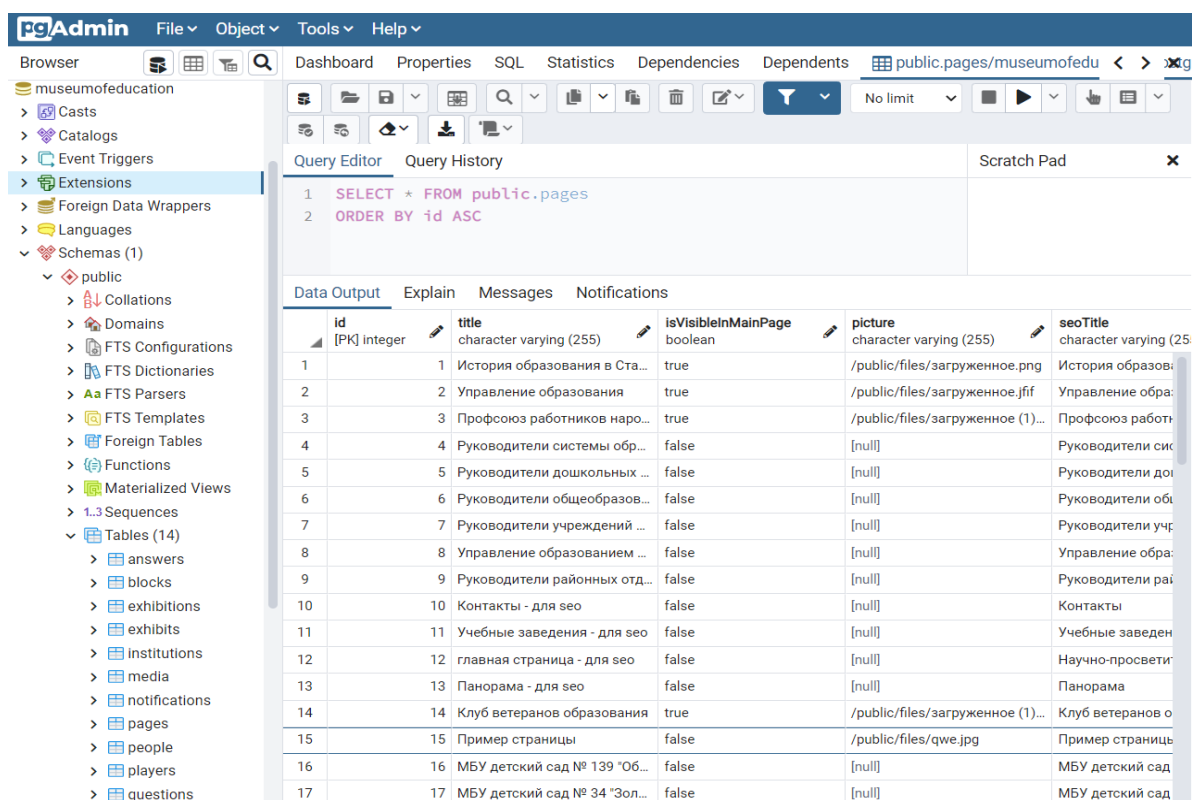 pgAdmin File Object Tools Help
Browser Dashboard Properties SQL Statistics Dependencies Dependents public.pages/museumofedu
museumofeducation
Casts
Catalogs
Event Triggers
Extensions
Foreign Data Wrappers
Languages
Schemas (1)
public
Collations
Domains
FTS Configurations
FTS Dictionaries
Aa FTS Parsers
FTS Templates
Foreign Tables
Functions
Materialized Views
1..3 Sequences
Tables (14)
answers
blocks
exhibitions
exhibits
institutions
media
notifications
pages
people
players
questions
No limit
Query Editor Query History Scratch Pad
1 SELECT * FROM public.pages
2 ORDER BY id ASC
Data Output Explain Messages Notifications
id title isVisibleInMainPage picture seoTitle
[PK] integer character varying (255) boolean character varying (255) character varying (25
1 1 История образования в Ста... true /public/files/загруженное.png История образова
2 2 Управление образования true /public/files/загруженное.jfif Управление обра
3 3 Профсоюз работников наро... true /public/files/загруженное (1)... Профсоюз работн
4 4 Руководители системы обр... false [null] Руководители сис
5 5 Руководители дошкольных ... false [null] Руководители до
6 6 Руководители общеобразов... false [null] Руководители об
7 7 Руководители учреждений ... false [null] Руководители уч
8 8 Управление образованием ... false [null] Управление обра
9 9 Руководители районных отд... false [null] Руководители ра
10 10 Контакты - для seo false [null] Контакты
11 11 Учебные заведения - для seo false [null] Учебные заведен
12 12 главная страница - для seo false [null] Научно-просвети
13 13 Панорама - для seo false [null] Панорама
14 14 Клуб ветеранов образования true /public/files/загруженное (1)... Клуб ветеранов о
15 15 Пример страницы false /public/files/qwe.jpg Пример страниц
16 16 МБУ детский сад № 139 "Об... false [null] МБУ детский сад
17 17 МБУ детский сад № 34 "Зол... false [null] МБУ детский сад